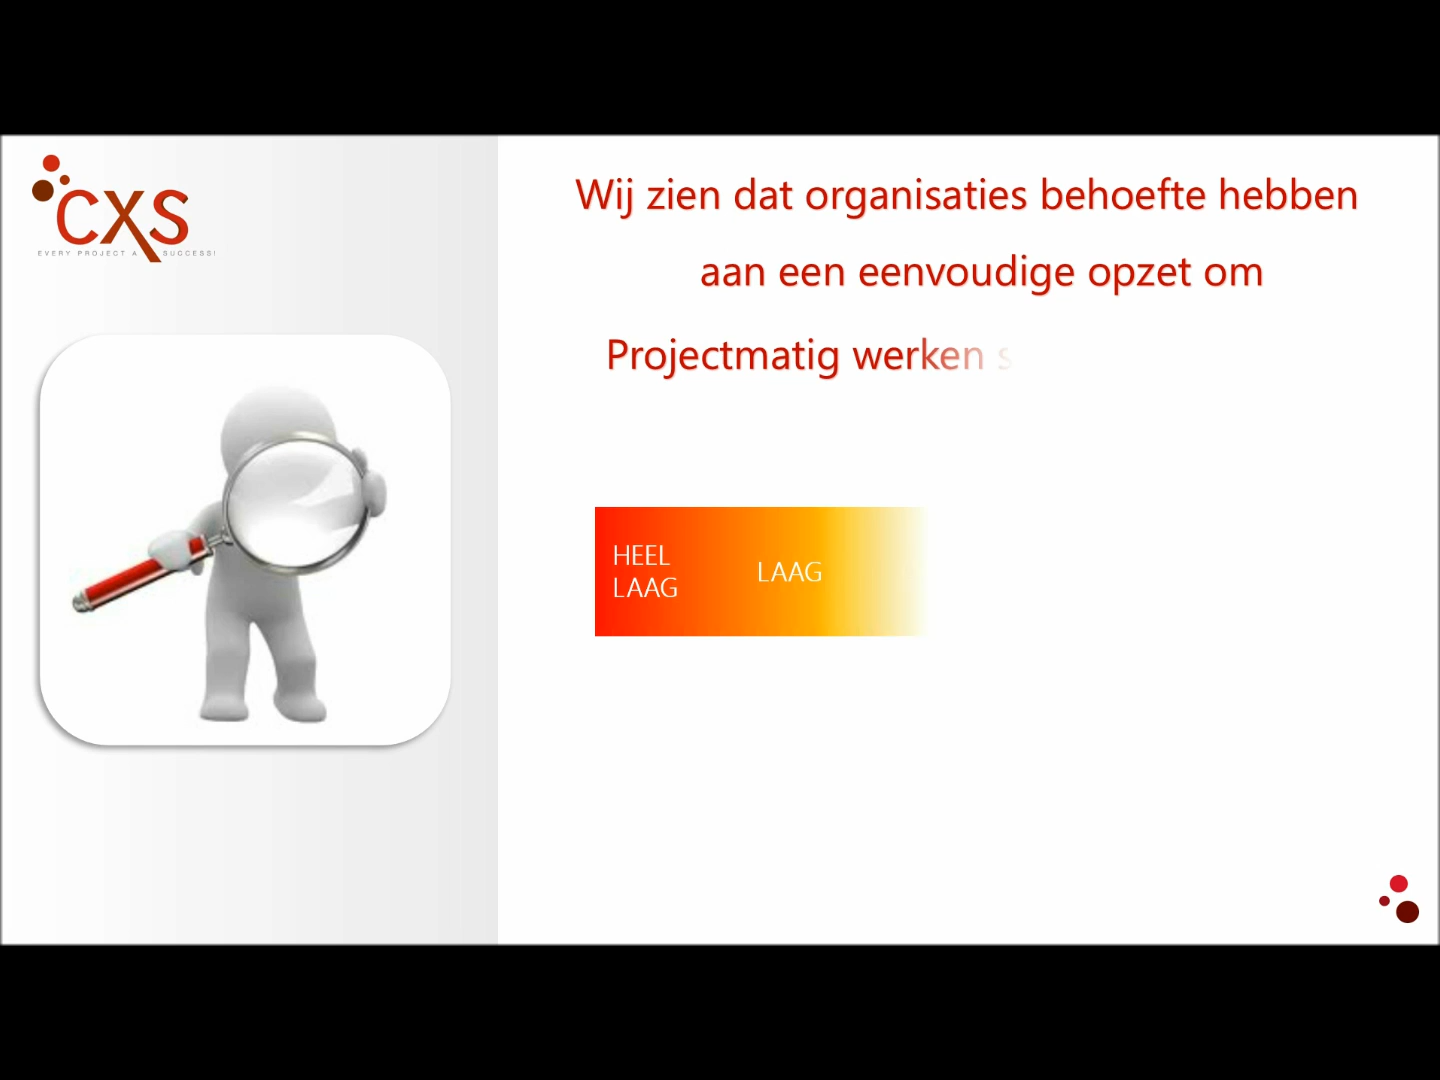 CXS
EVERY PROJECT A SUCCESS!
Wij zien dat organisaties behoefte hebben
aan een eenvoudige opzet om
Projectmatig werken s
HEEL
LAAG
LAAG